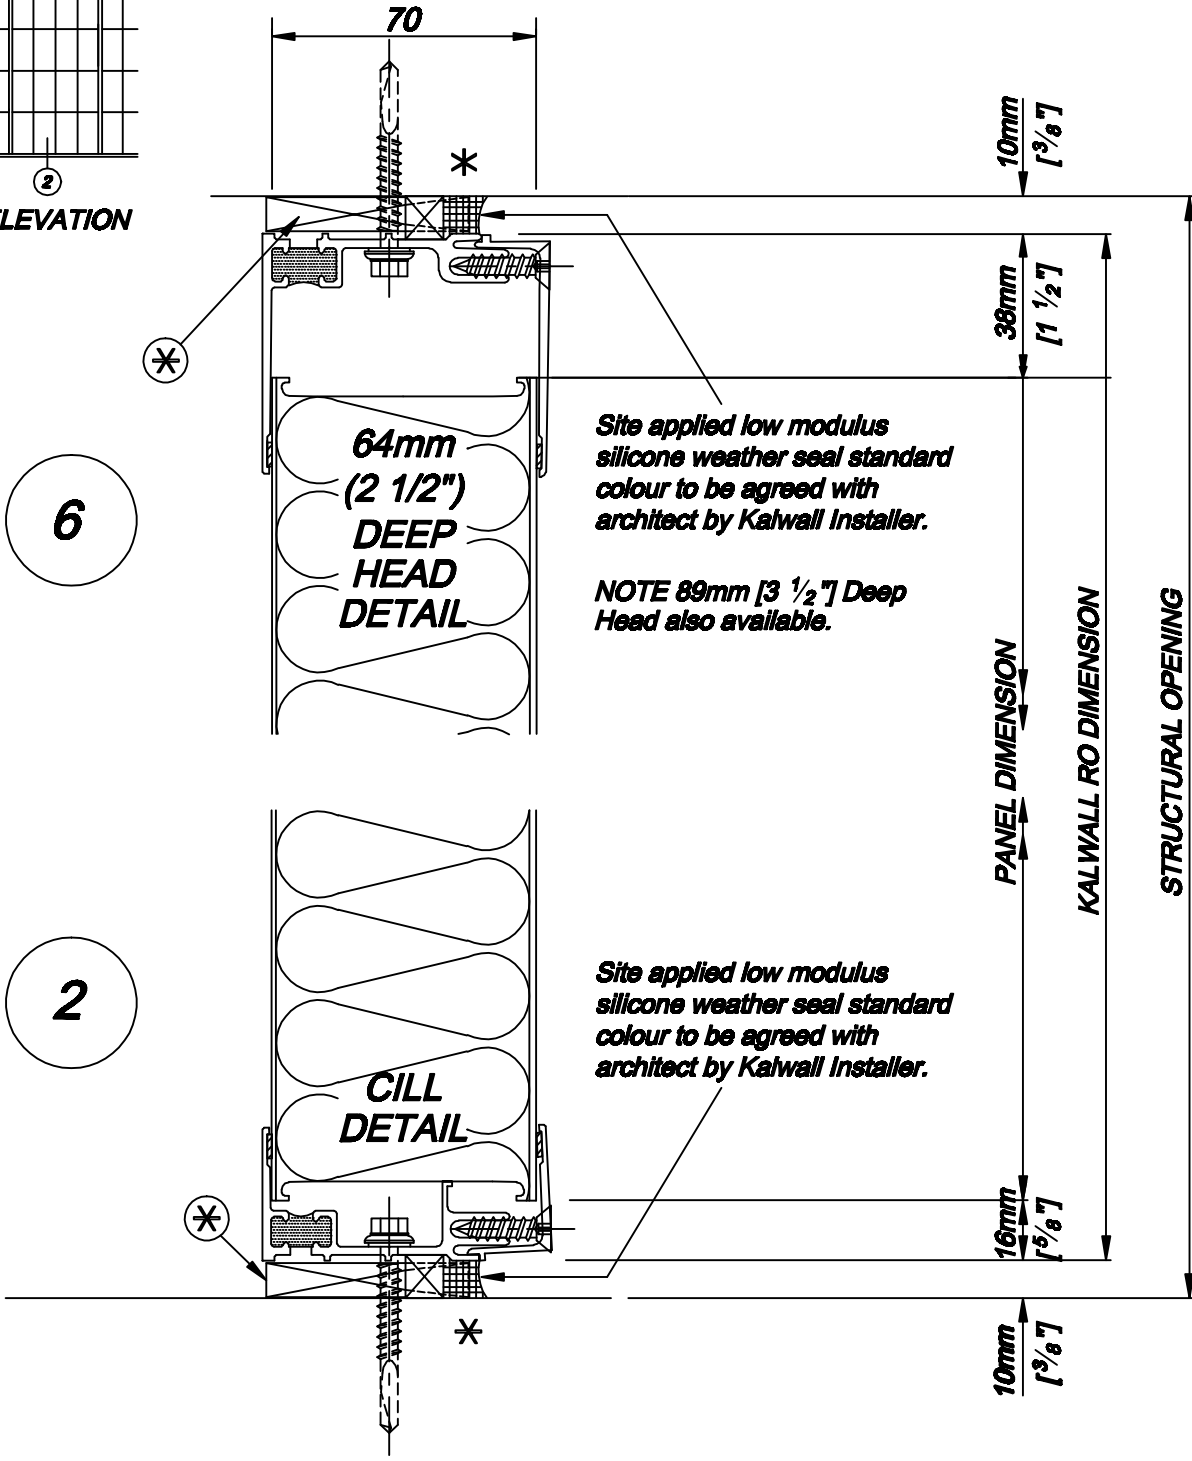 70
2
ELEVATION
10mm
[3/8"]
38mm
[1 1/2"]
6
64mm
(2 1/2")
DEEP
HEAD
DETAIL
Site applied low modulus
silicone weather seal standard
colour to be agreed with
architect by Kalwall Installer.
NOTE 89mm [3 1/2"] Deep
Head also available.
PANEL DIMENSION
KALWALL RO DIMENSION
STRUCTURAL OPENING
2
CILL
DETAIL
Site applied low modulus
silicone weather seal standard
colour to be agreed with
architect by Kalwall Installer.
16mm
[5/8"]
10mm
[3/8"]